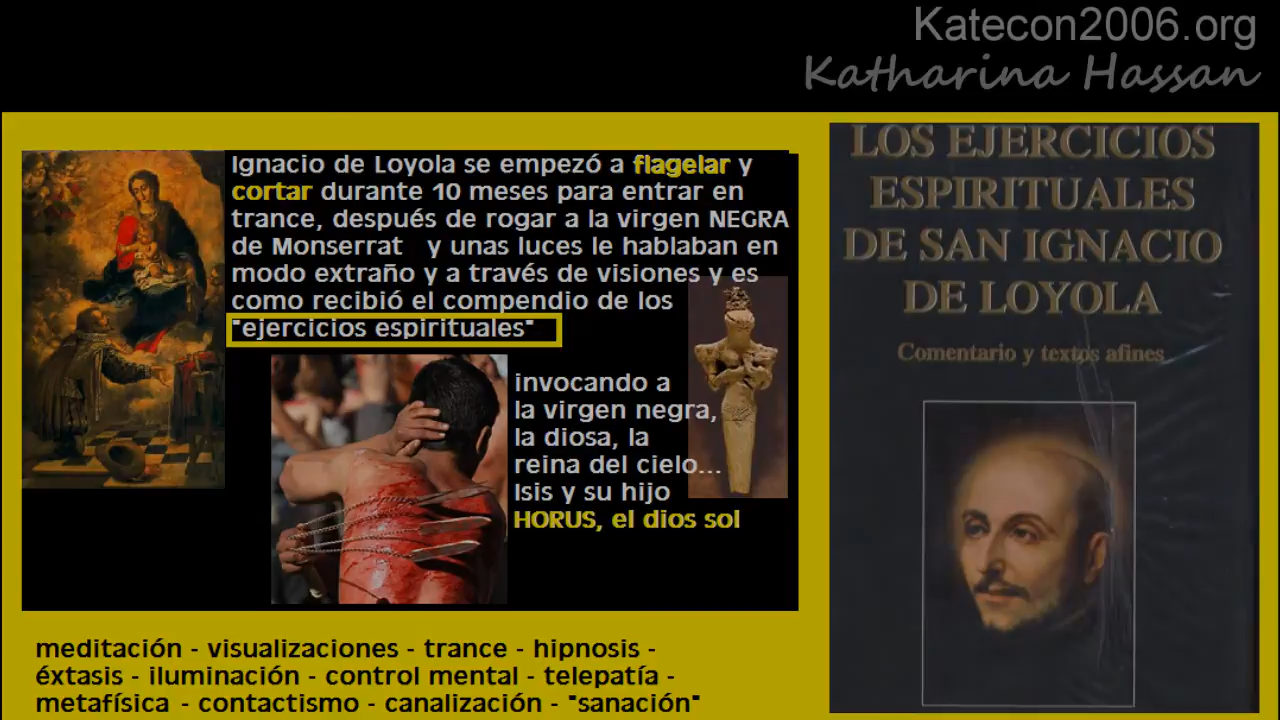 Katecon2006.org
Katharina Hassan
Ignacio de Loyola se empezó a flagelar y
cortar durante 10 meses para entrar en
trance, después de rogar a la virgen NEGRA
de Monserrat y unas luces le hablaban en
modo extraño y a través de visiones y es
como recibió el compendio de los
"ejercicios espirituales"
invocando a
la virgen negra,
la diosa, la
reina del cielo...
Isis y su hijo
HORUS, el dios sol
meditación - visualizaciones - trance - hipnosis -
éxtasis - iluminación - control mental - telepatía -
metafísica - contactismo - canalización - "sanación"
LOS EJERCICIOS
ESPIRITUALES
DE SAN IGNACIO
DE LOYOLA
Comentario y textos afines